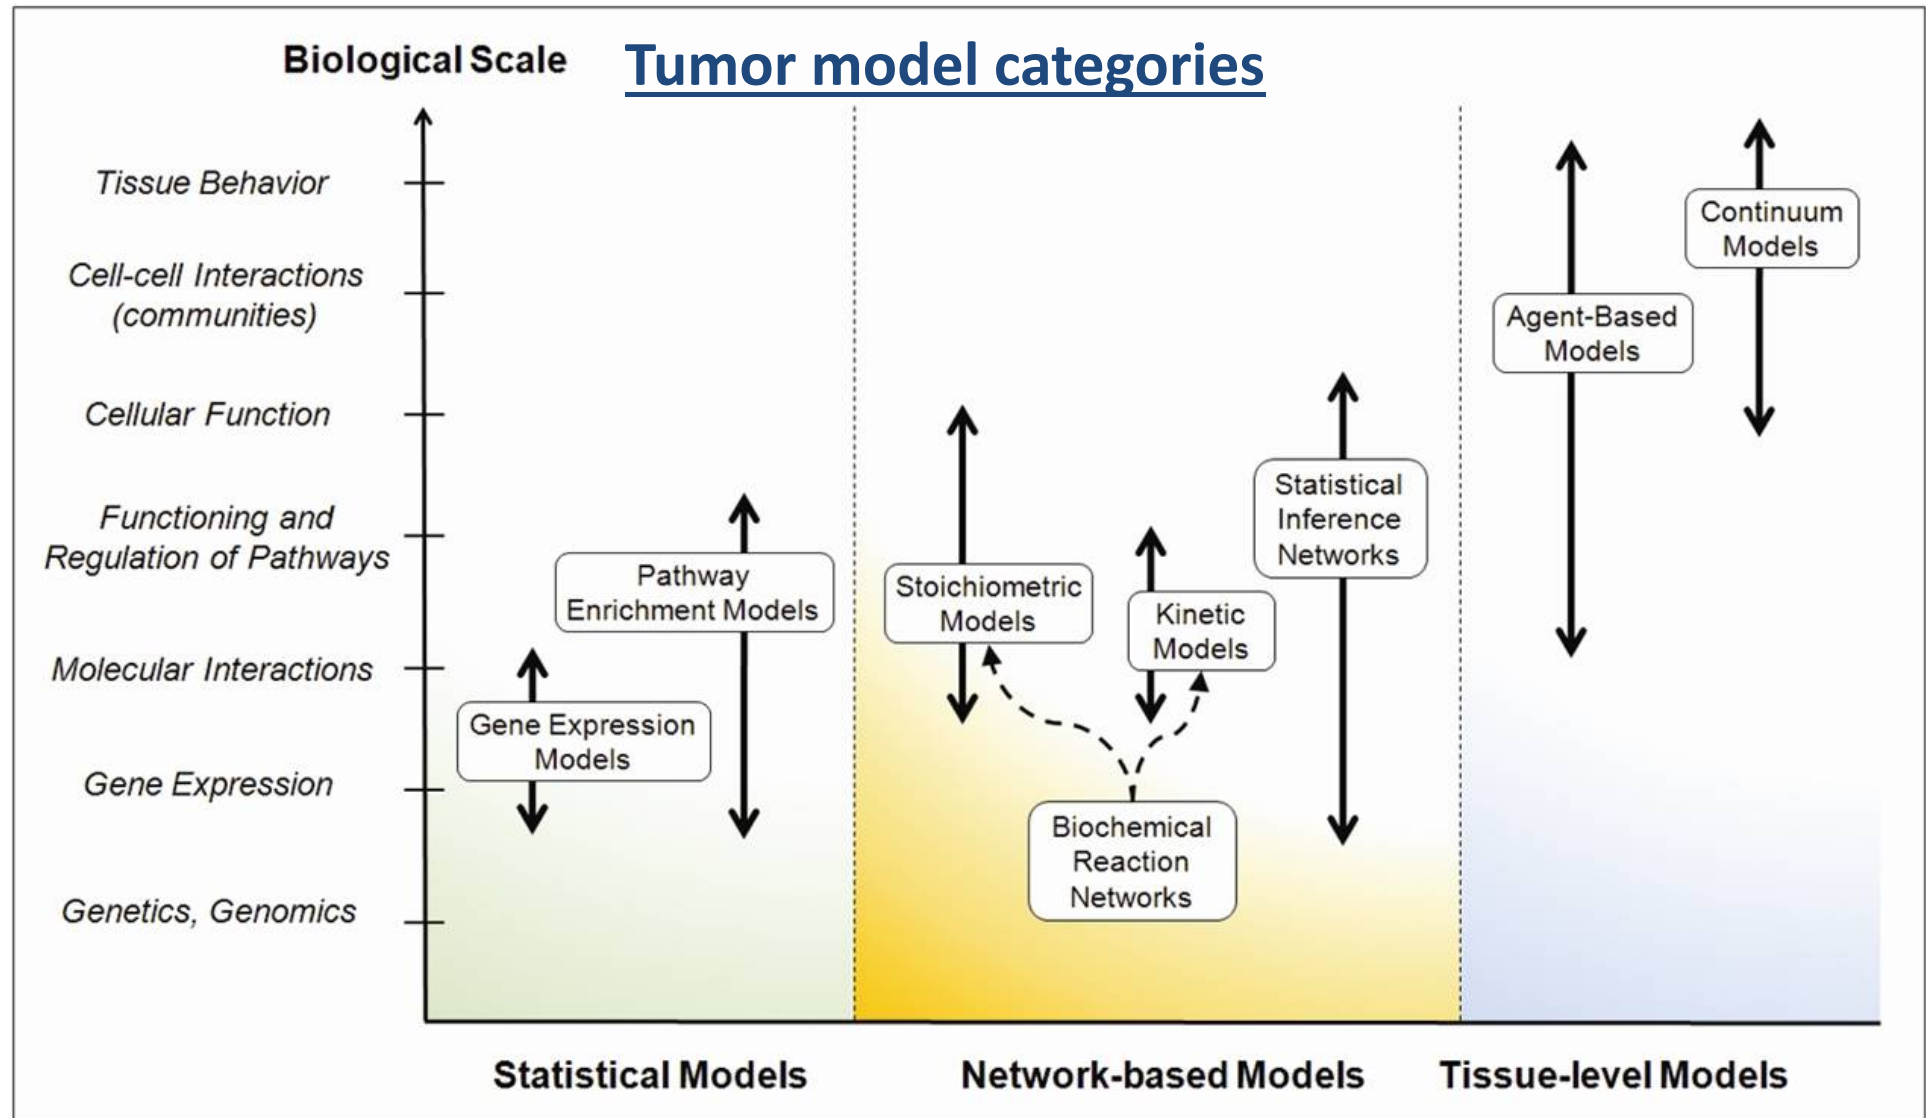 Biological Scale
Tumor model categories
Tissue Behavior
Cell-cell Interactions
(communities)
Cellular Function
Functioning and
Regulation of Pathways
Molecular Interactions
Gene Expression
Genetics, Genomics
Gene Expression
Models
Pathway
Enrichment Models
Stoichiometric
Models
Kinetic
Models
Biochemical
Reaction
Networks
Statistical
Inference
Networks
Agent-Based
Models
Continuum
Models
Statistical Models
Network-based Models
Tissue-level Models